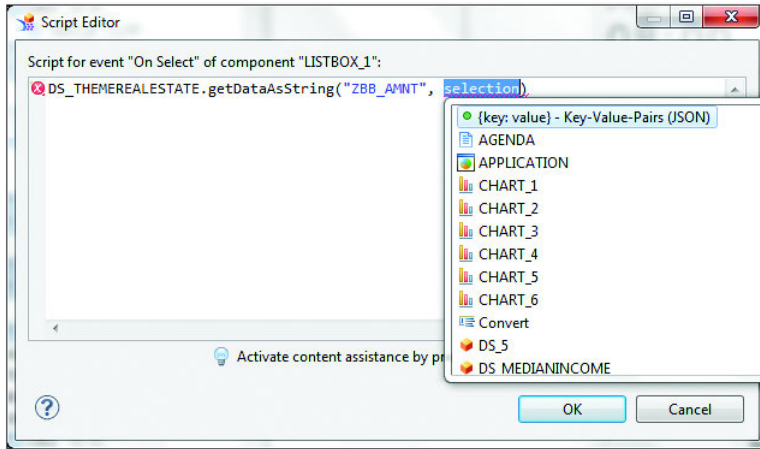 Script Editor
X
Script for event "On Select" of component "LISTBOX_1":
DS_THEMEREALESTATE.getDataAsString("ZBB_AMNT", selection)
{key: value} - Key-Value-Pairs (JSON)
AGENDA
APPLICATION
CHART_1
CHART_2
CHART_3
CHART_4
CHART_5
CHART_6
Convert
DS_5
DS_MEDIANINCOME
Activate content assistance by
?
OK
Cancel